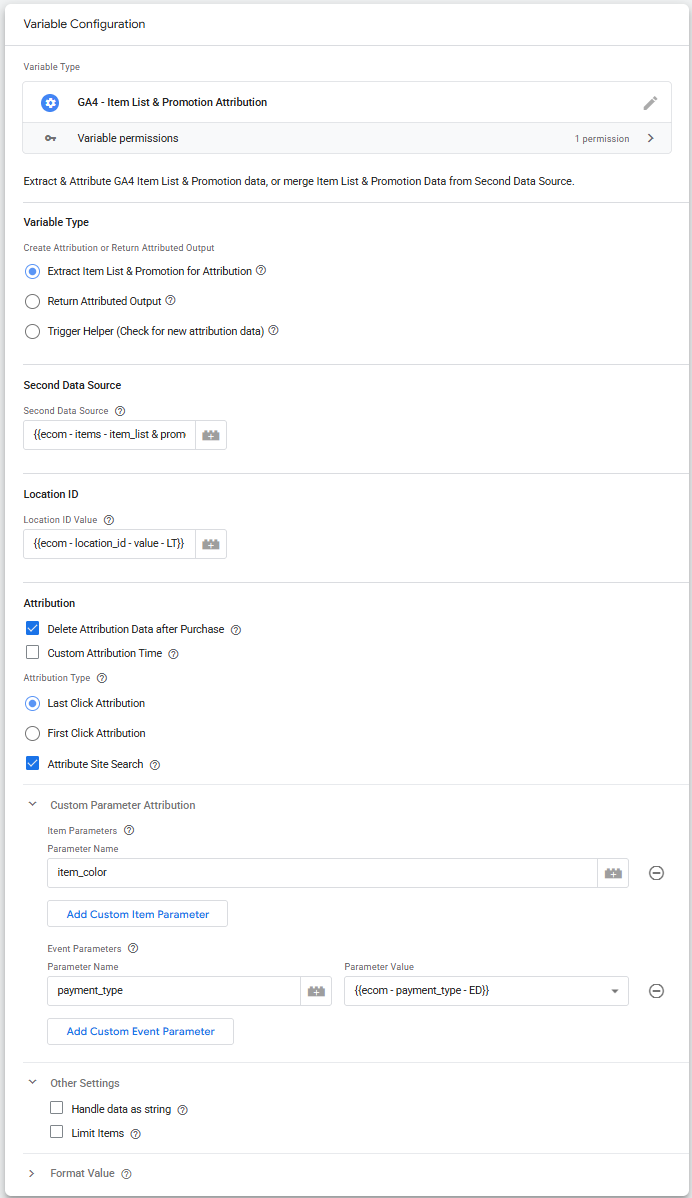 Variable Configuration
Variable Type
GA4 - Item List & Promotion Attribution
Variable permissions
1 permission
Extract & Attribute GA4 Item List & Promotion data, or merge Item List & Promotion Data from Second Data Source.
Variable Type
Create Attribution or Return Attributed Output
Extract Item List & Promotion for Attribution
Return Attributed Output
Trigger Helper (Check for new attribution data)
Second Data Source
Second Data Source
{{ecom - items - item_list & prom
Location ID
Location ID Value
{{ecom - location_id - value - LT}}
Attribution
Delete Attribution Data after Purchase
Custom Attribution Time
Attribution Type
Last Click Attribution
First Click Attribution
Attribute Site Search
Custom Parameter Attribution
Item Parameters
Parameter Name
item_color
Add Custom Item Parameter
Event Parameters
Parameter Name Parameter Value
payment_type {{ecom - payment_type - ED}}
Add Custom Event Parameter
Other Settings
Handle data as string
Limit Items
Format Value